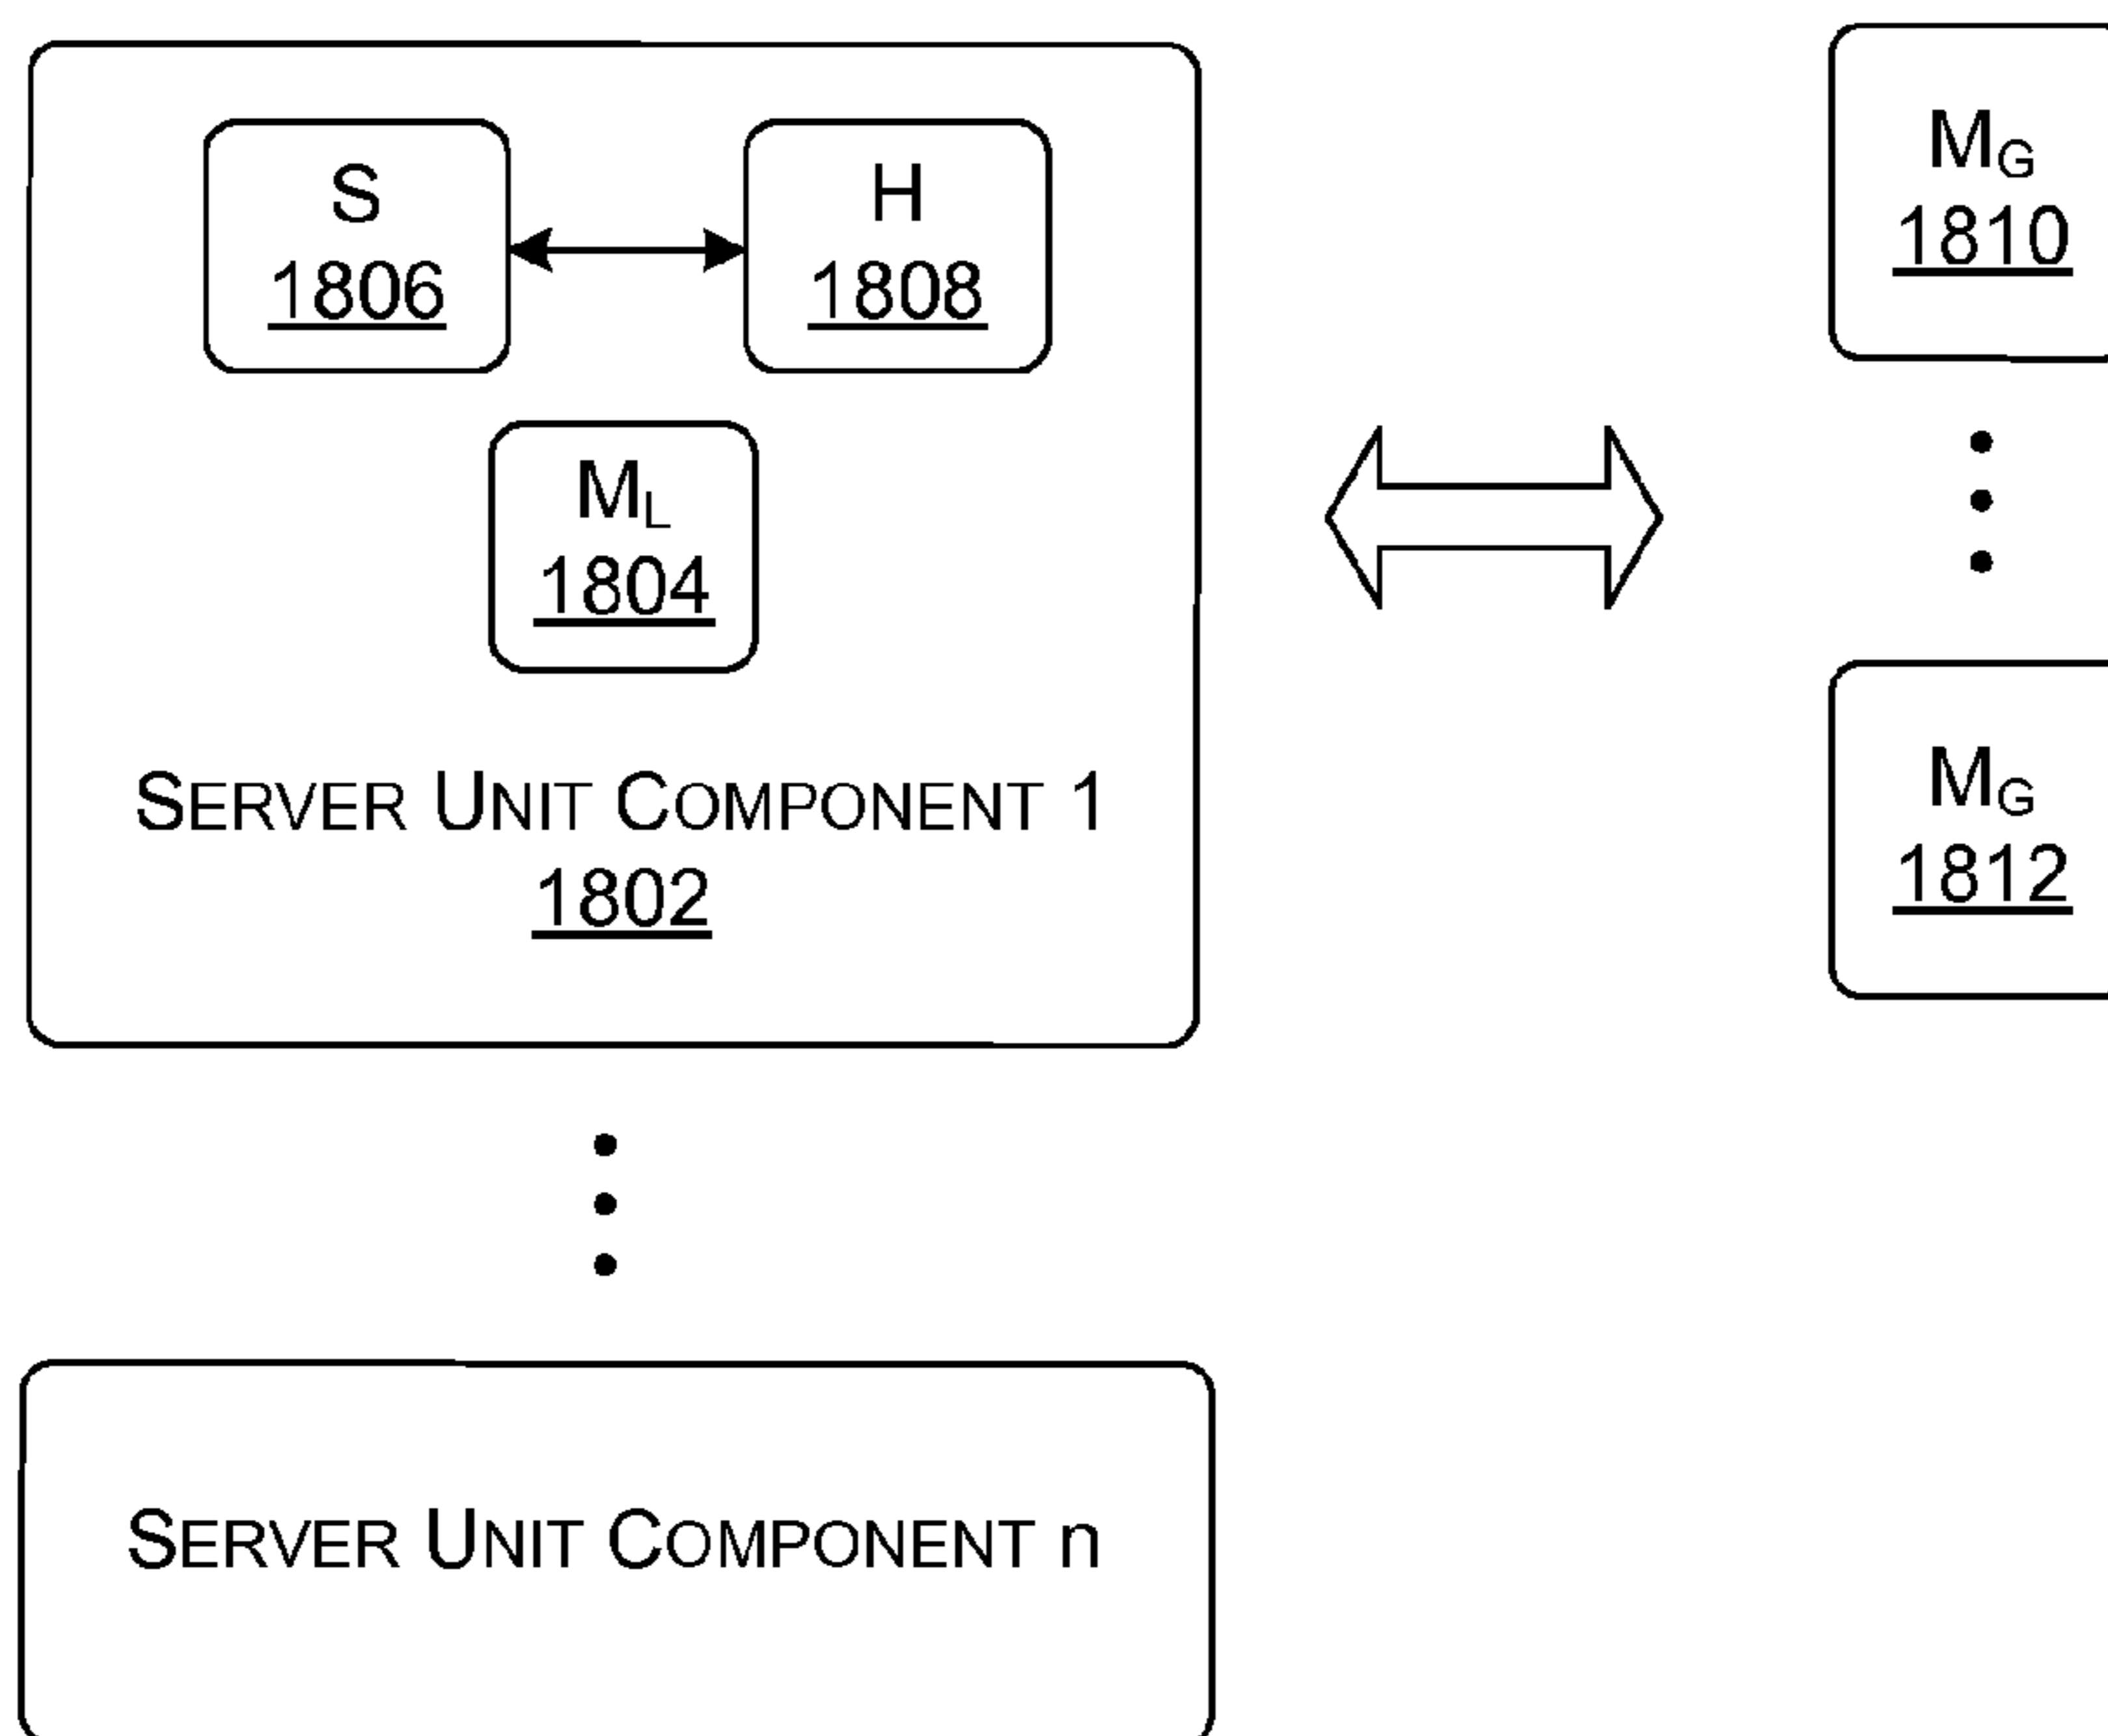 S
1806
H
1808
ML
1804
SERVER UNIT COMPONENT 1
1802
MG
1810
MG
1812
SERVER UNIT COMPONENT n